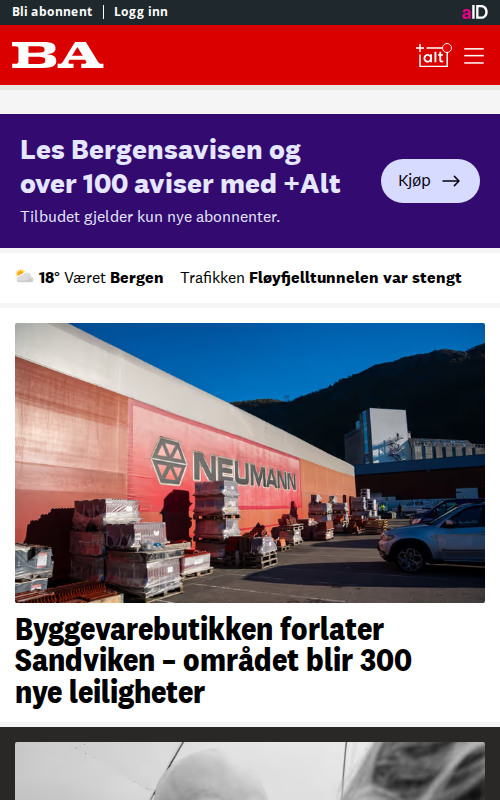 Bli abonnent Logg inn aID
BA +alt
Les Bergensavisen og
over 100 aviser med +Alt
Kjøp →
Tilbudet gjelder kun nye abonnenter.
18° Været Bergen Trafikken Fløyfjelltunnelen var stengt
NEUMANN
Byggevarebutikken forlater
Sandviken – området blir 300
nye leiligheter